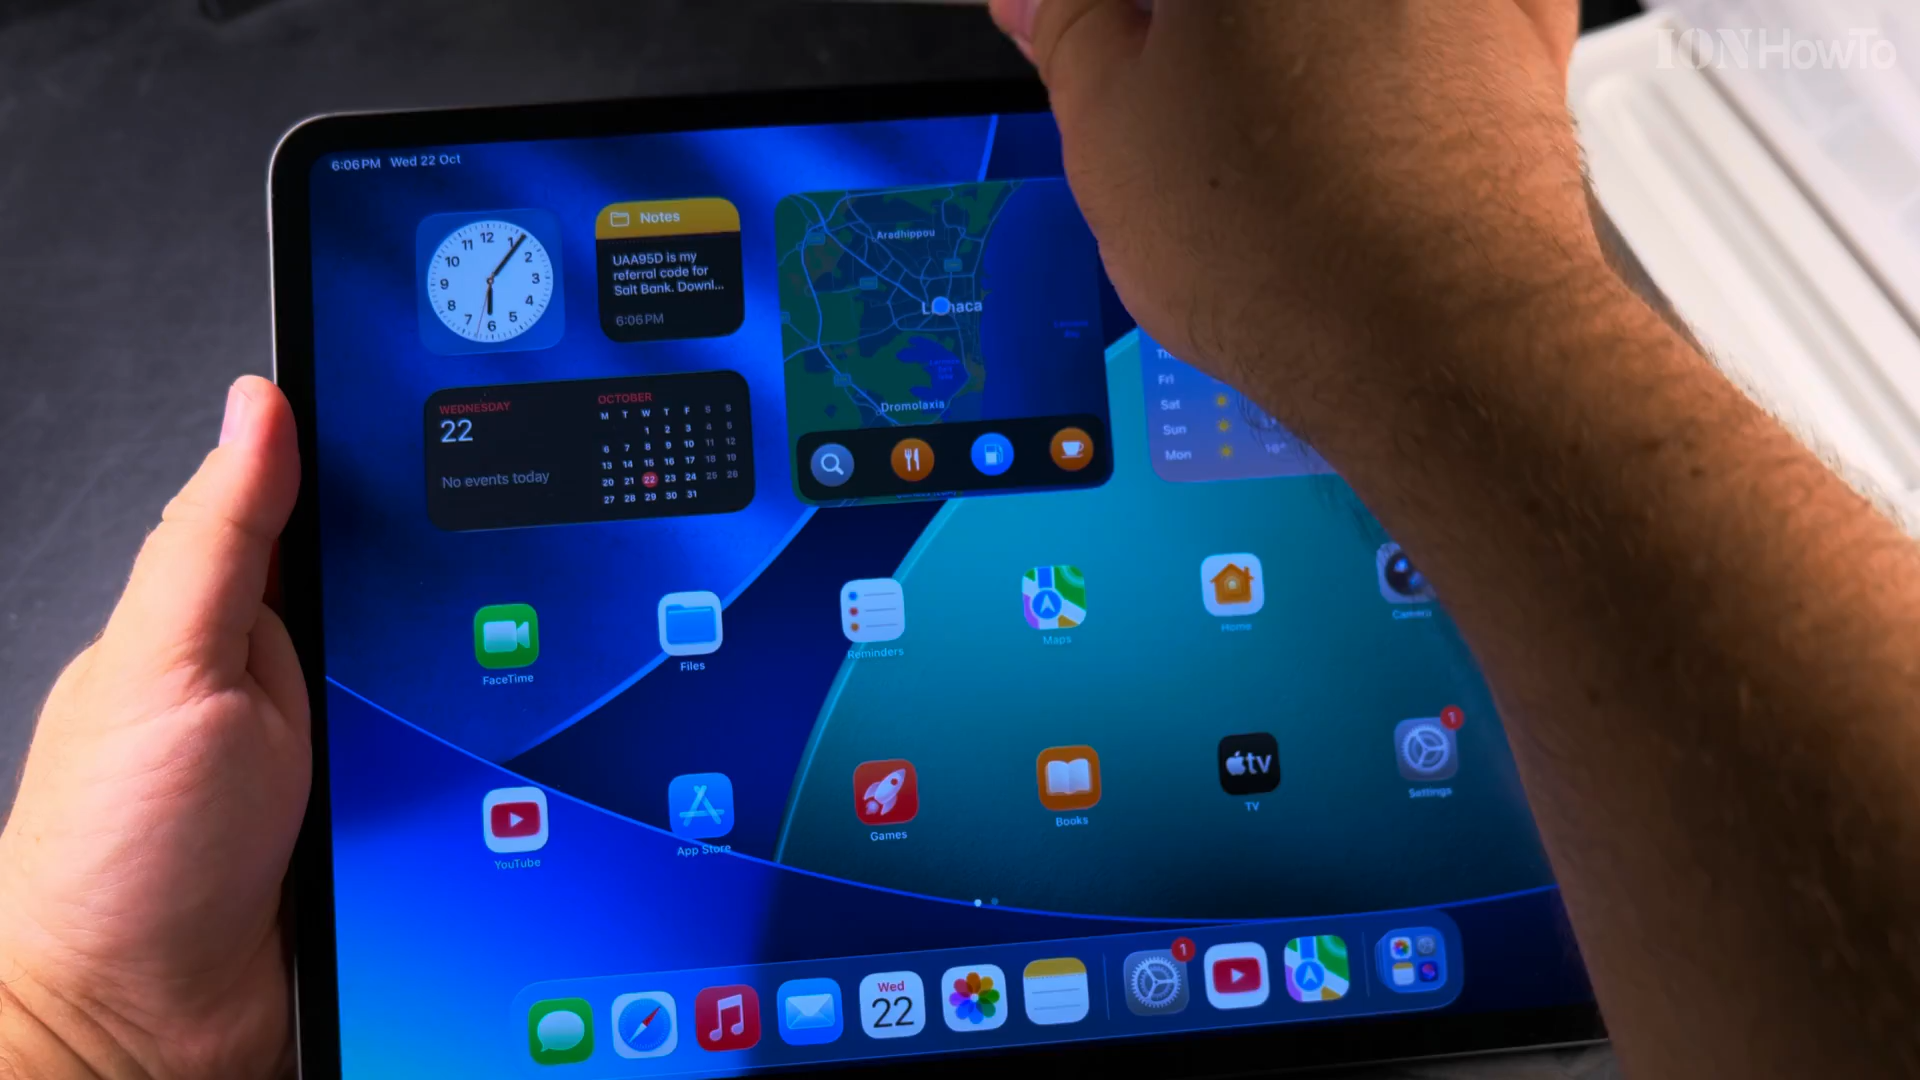 IONHowTo
6:06 PM Wed 22 Oct
12
1
2
3
4
5
6
7
8
9
10
11
Notes
UAA95D is my
referral code for
Salt Bank. Downl...
6:06 PM
Aradhippou
Dromolaxia
WEDNESDAY
22
No events today
OCTOBER
M T W T F S S
1 2 3 4 5
6 7 8 9 10 11 12
13 14 15 16 17 18 19
20 21 22 23 24 25 26
27 28 29 30 31
Fri
Sat
Sun
Mon
FaceTime
Files
Reminders
Maps
Home
Camera
1
YouTube
App Store
Games
Books
tv
TV
Settings
Wed
22
1